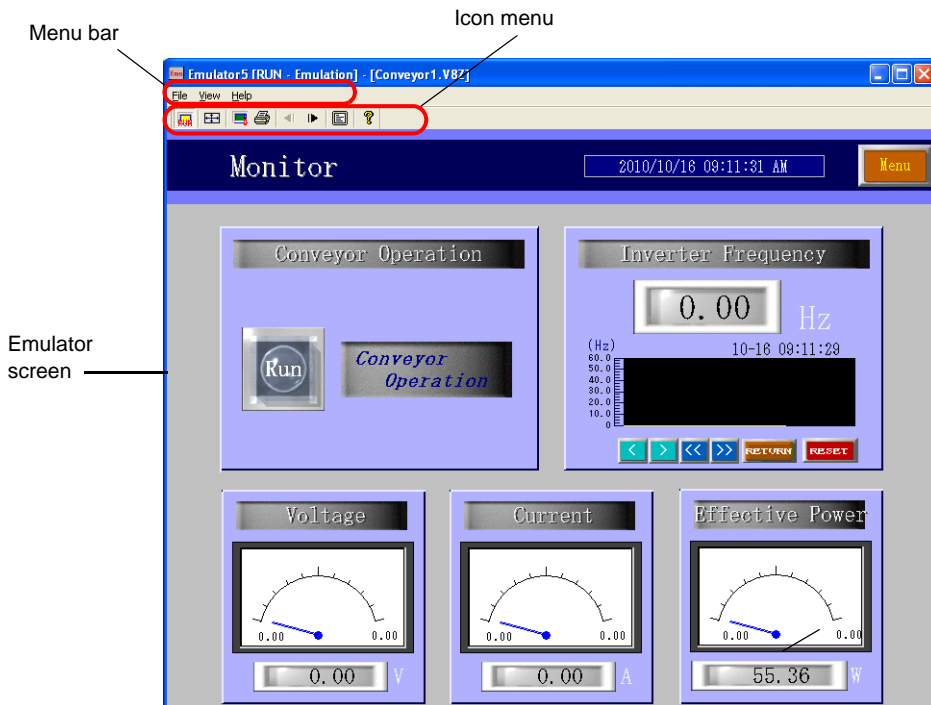 Icon menu
Menu bar
Emulator5 [RUN - Emulation] - [Conveyor1.V8Z]
File View Help
RUN
Monitor
2010/10/16 09:11:31 AM
Menu
Conveyor Operation
Inverter Frequency
0.00
Hz
Emulator
screen
Run
Conveyor
Operation
(Hz)
10-16 09:11:29
60.0
50.0
40.0
30.0
20.0
10.0
0
< > << >> RETURN RESET
Voltage
Current
Effective Power
0.00 0.00
0.00 0.00
0.00 0.00
0.00 V
0.00 A
55.36 W